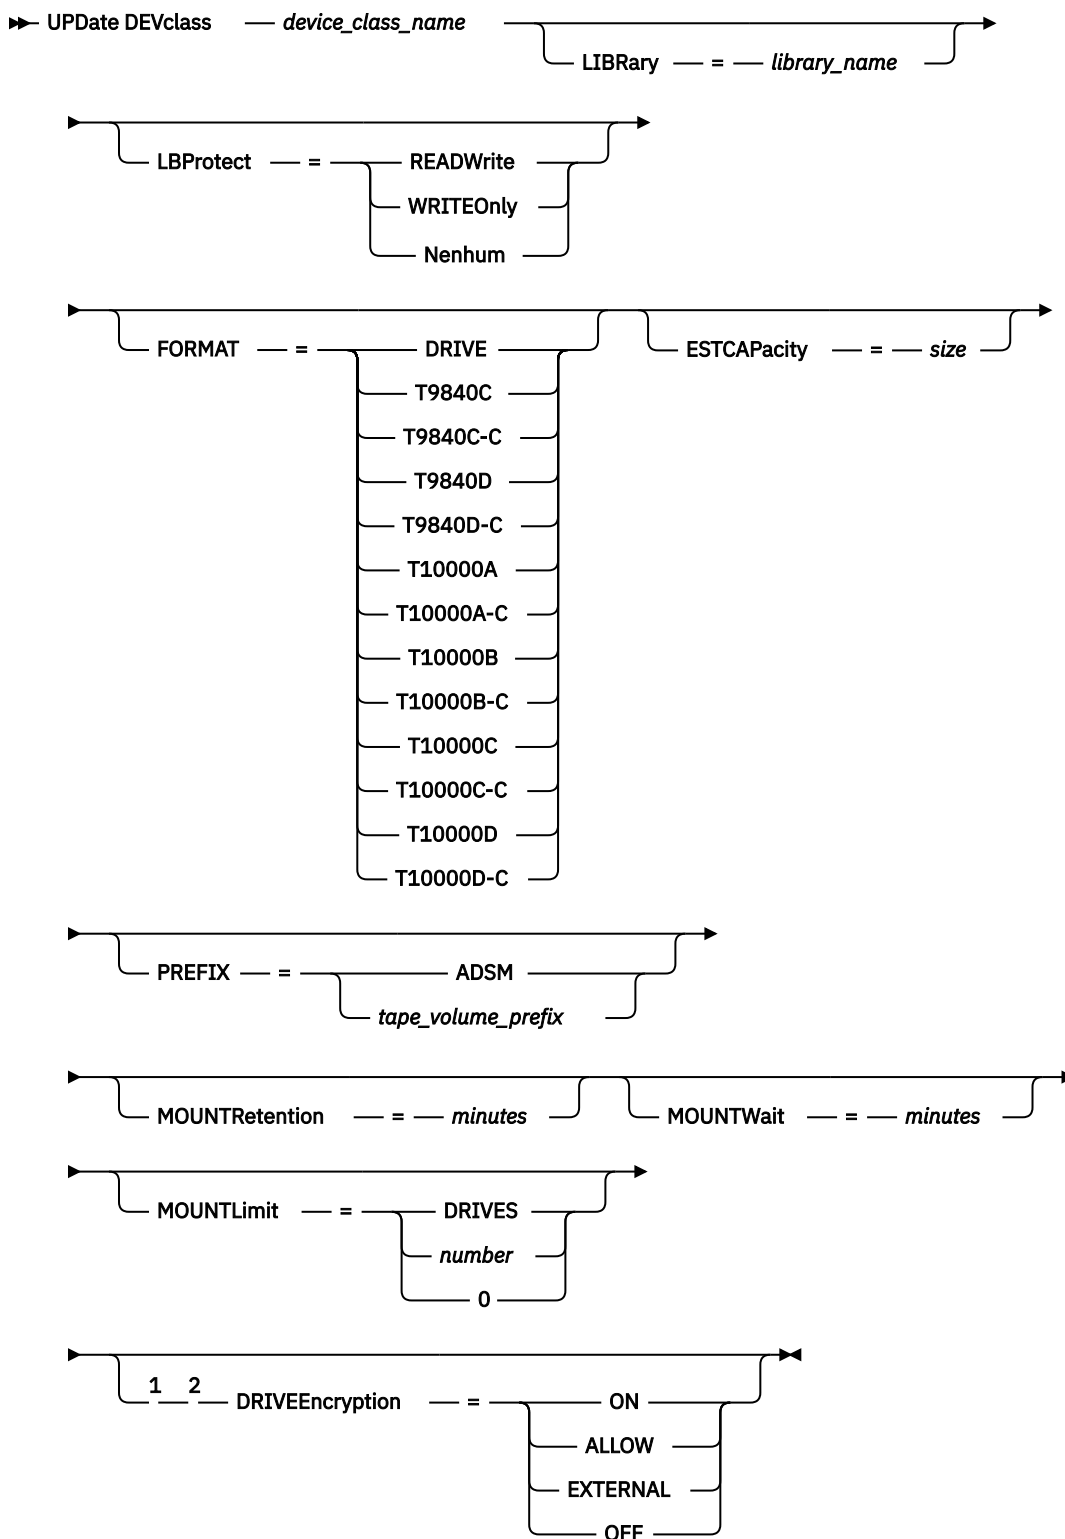 UPDate DEVclass device_class_name
LIBRary = library_name
LBProtect = READWrite
WRITEOnly
Nenhum
FORMAT = DRIVE ESTCAPacity = size
T9840C
T9840C-C
T9840D
T9840D-C
T10000A
T10000A-C
T10000B
T10000B-C
T10000C
T10000C-C
T10000D
T10000D-C
PREFIX = ADSM
tape_volume_prefix
MOUNTRetention = minutes MOUNTWait = minutes
MOUNTLimit = DRIVES
number
0
1 2 DRIVEEncryption = ON
ALLOW
EXTERNAL
OFF